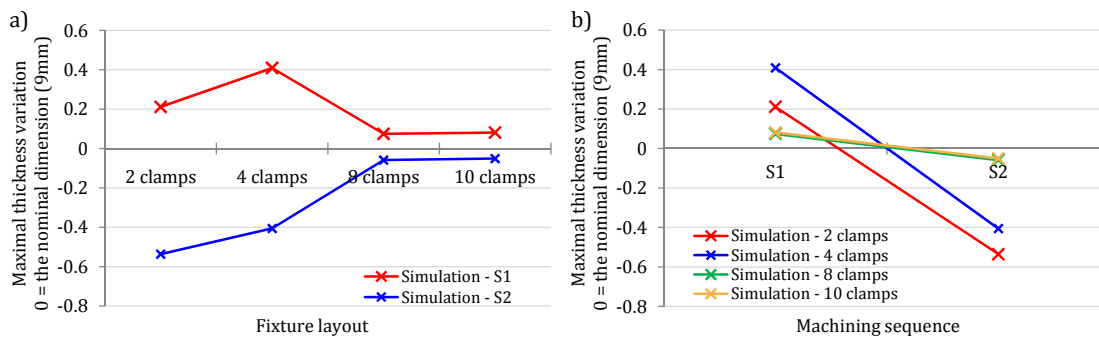 a)
Maximal thickness variation
0 = the nominal dimension (9mm)
0.6
0.4
0.2
0
-0.2
-0.4
-0.6
-0.8
2 clamps
4 clamps
8 clamps
10 clamps
Simulation - S1
Simulation - S2
Fixture layout
b)
Maximal thickness variation
0 = the nominal dimension (9mm)
0.6
0.4
0.2
0
-0.2
-0.4
-0.6
-0.8
S1
S2
Simulation - 2 clamps
Simulation - 4 clamps
Simulation - 8 clamps
Simulation - 10 clamps
Machining sequence